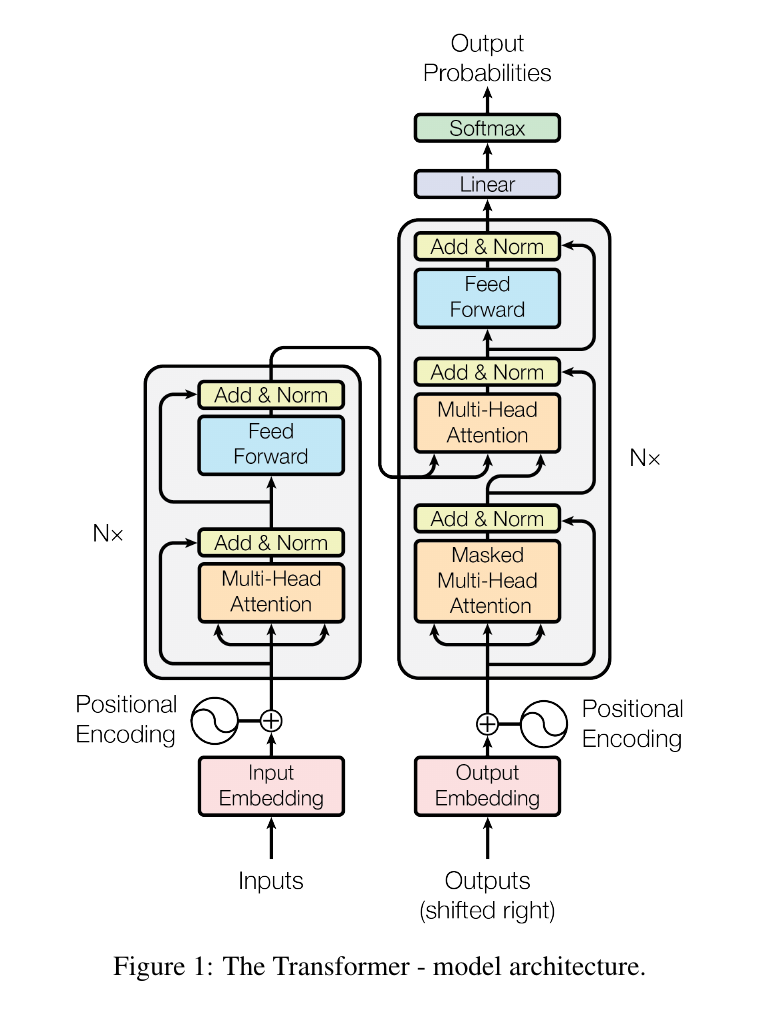 Output
Probabilities
Softmax
Linear
Add & Norm
Feed
Forward
Add & Norm
Multi-Head
Attention
Nx
Add & Norm
Masked
Multi-Head
Attention
Add & Norm
Feed
Forward
Nx
Add & Norm
Multi-Head
Attention
Positional
Encoding
Positional
Encoding
Input
Embedding
Output
Embedding
Inputs
Outputs
(shifted right)
Figure 1: The Transformer - model architecture.